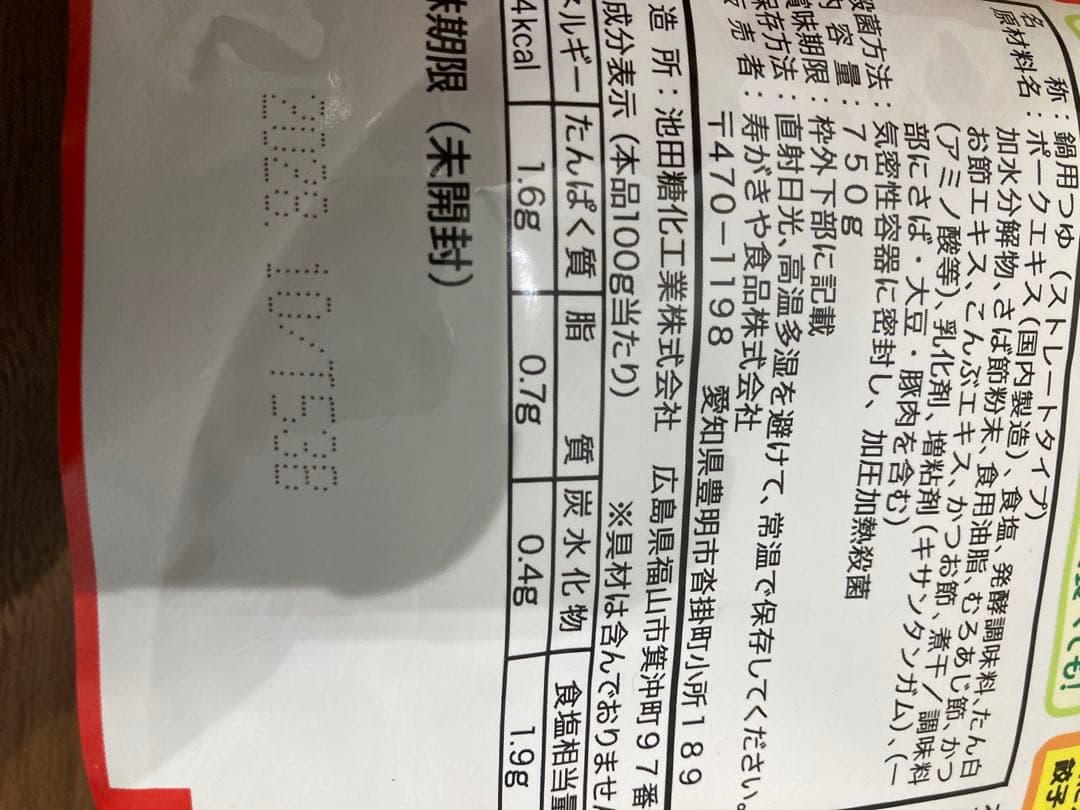 名 称：鍋用つゆ（ストレートタイプ）
原材料名：ポークエキス（国内製造）、食塩、発酵調味料、たん白
加水分解物、さば節粉末、食用油脂、むろあじ節、かつ
お節エキス、こんぶエキス、かつお節、煮干／調味料
（アミノ酸等）、乳化剤、増粘剤（キサンタンガム）、（一
部にさば・大豆・豚肉を含む）
殺菌方法：気密性容器に密封し、加圧加熱殺菌
内容量：７５０g
賞味期限：枠外下部に記載
保存方法：直射日光、高温多湿を避けて、常温で保存してください。
販売者：寿がきや食品株式会社
〒470－1198 愛知県豊明市沓掛町小所１８９
造所：池田糖化工業株式会社 広島県福山市箕沖町９７番
成分表示（本品100g当たり） ※具材は含んでおりません
ネルギー たんぱく質 脂質 炭水化物 食塩相当量
4kcal 1.6g 0.7g 0.4g 1.9g
味期限（未開封）
くても!
餃子